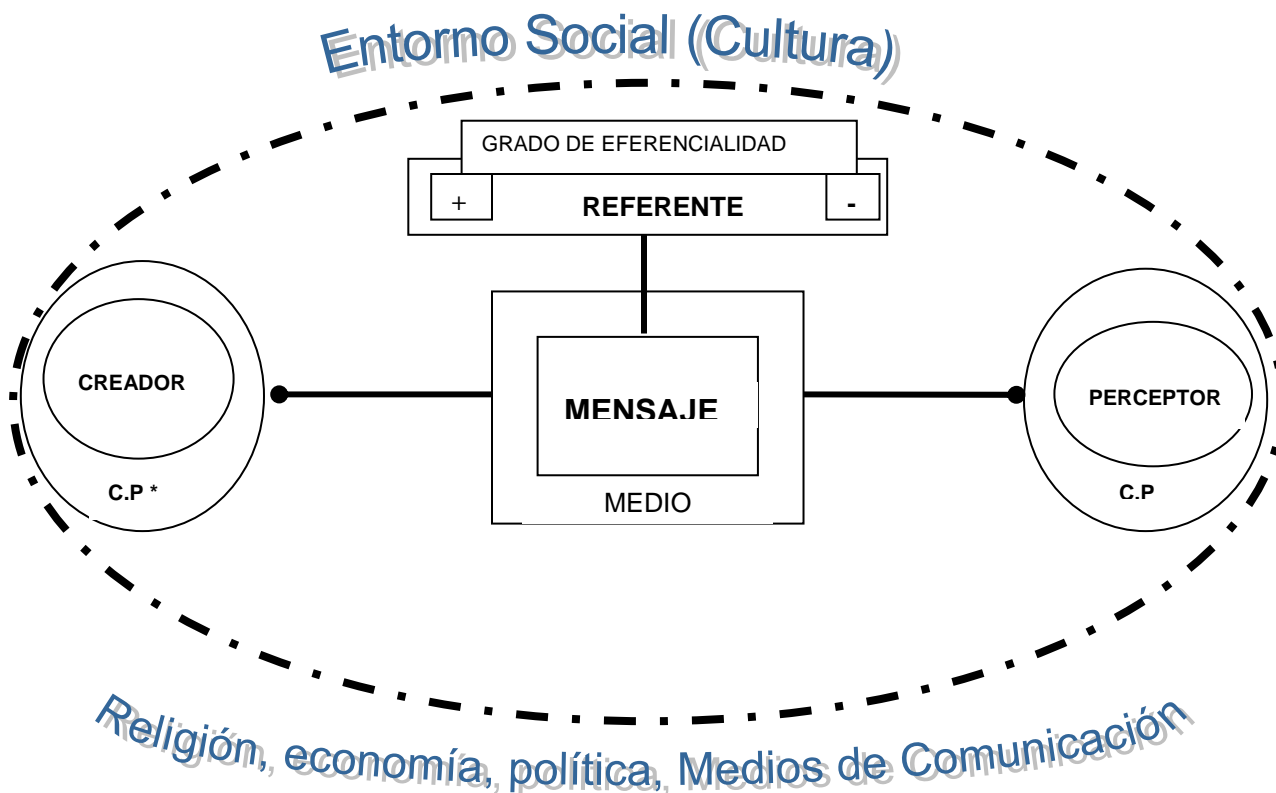 Entorno Social (Cultura)
GRADO DE EFERENCIALIDAD
+ REFERENTE -
CREADOR
C.P *
MENSAJE
MEDIO
PERCEPTOR
C.P
Religión, economía, política, Medios de Comunicación